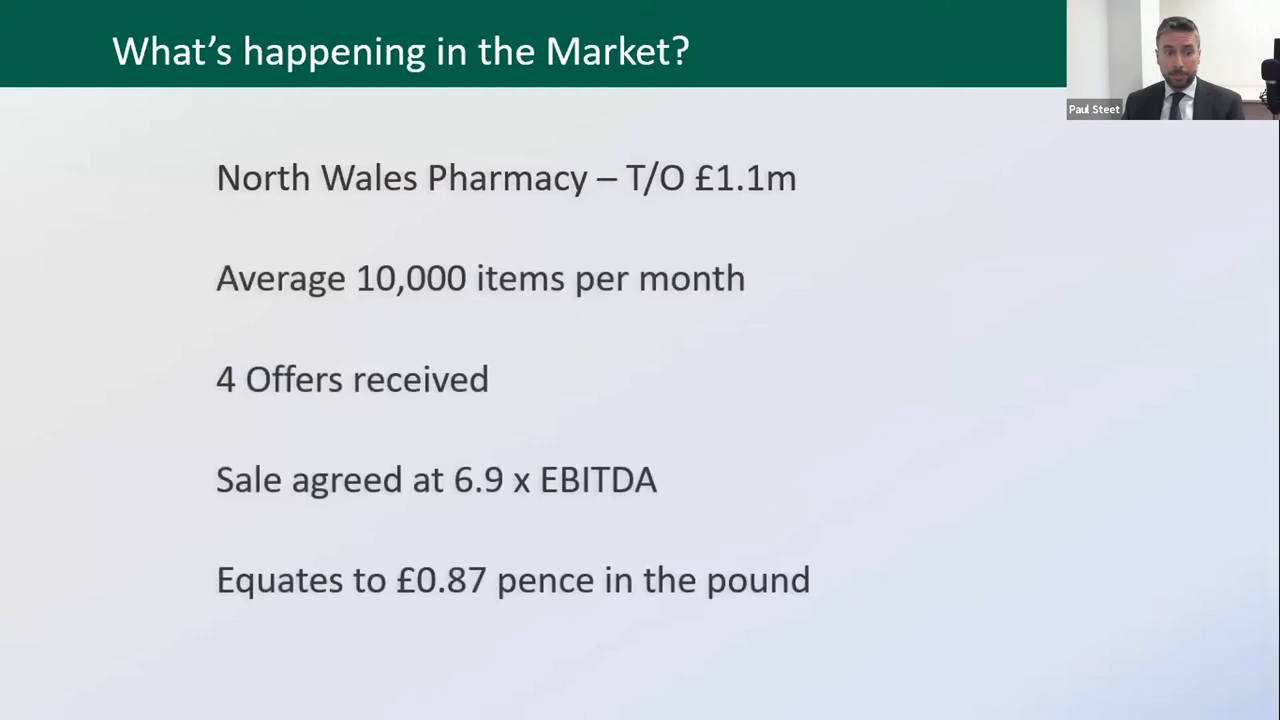 What's happening in the Market?
Paul Steet
North Wales Pharmacy – T/O £1.1m
Average 10,000 items per month
4 Offers received
Sale agreed at 6.9 x EBITDA
Equates to £0.87 pence in the pound